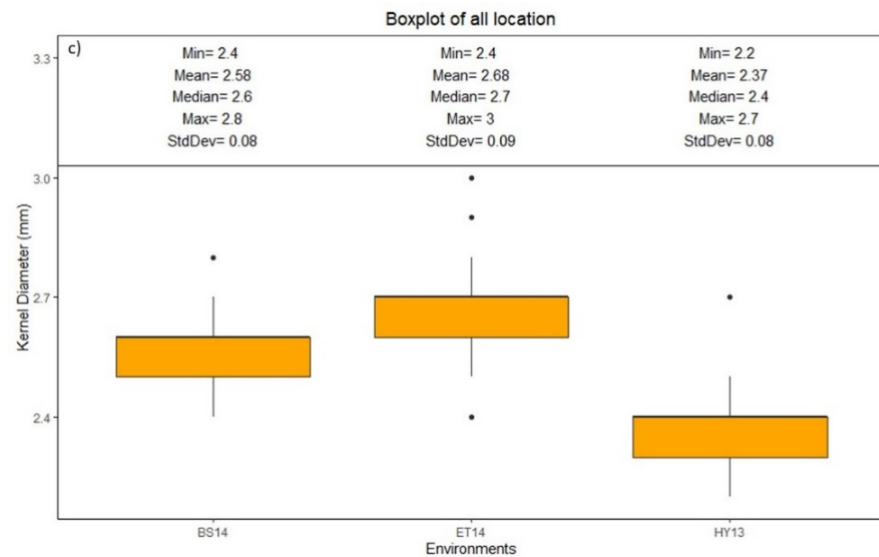 Boxplot of all location
c)
Min= 2.4
Mean= 2.58
Median= 2.6
Max= 2.8
StdDev= 0.08
Min= 2.4
Mean= 2.68
Median= 2.7
Max= 3
StdDev= 0.09
Min= 2.2
Mean= 2.37
Median= 2.4
Max= 2.7
StdDev= 0.08
Kernel Diameter (mm)
3.3
3.0
2.7
2.4
BS14
ET14
HY13
Environments